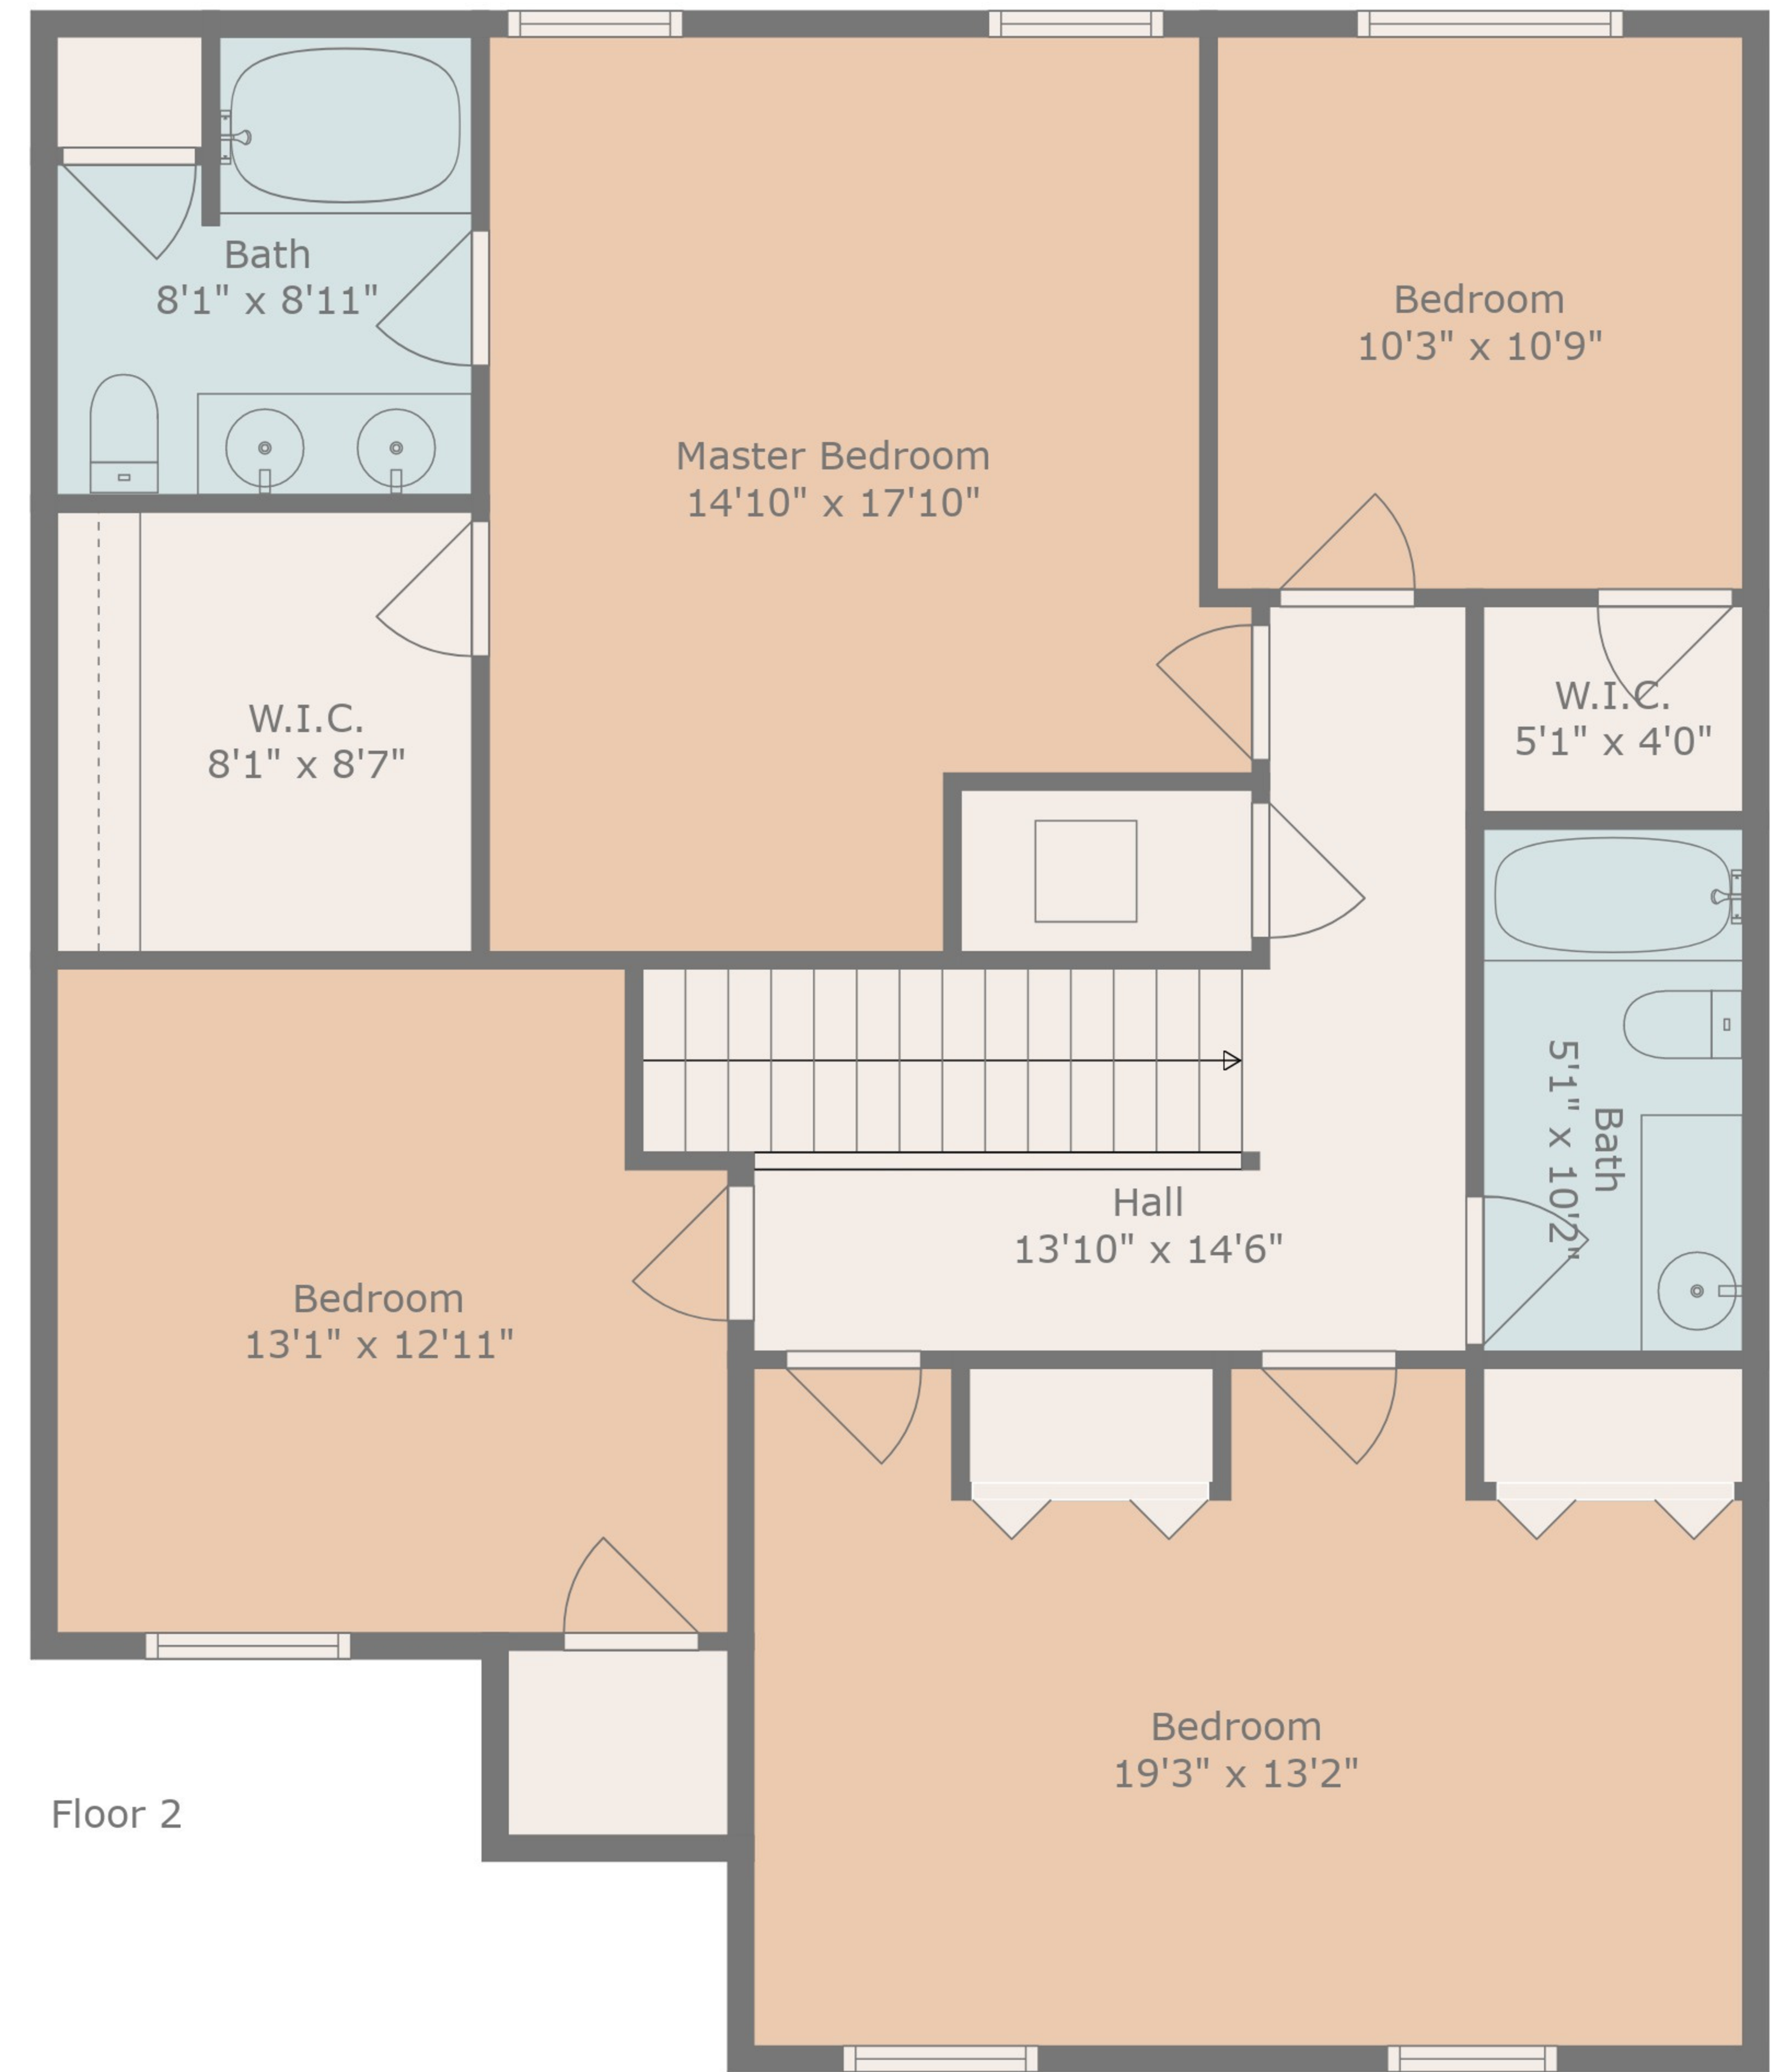 Bath
8'1" x 8'11"
Bedroom
10'3" x 10'9"
Master Bedroom
14'10" x 17'10"
W.I.C.
8'1" x 8'7"
W.I.C.
5'1" x 4'0"
Bath
5'1" x 10'2"
Hall
13'10" x 14'6"
Bedroom
13'1" x 12'11"
Bedroom
19'3" x 13'2"
Floor 2